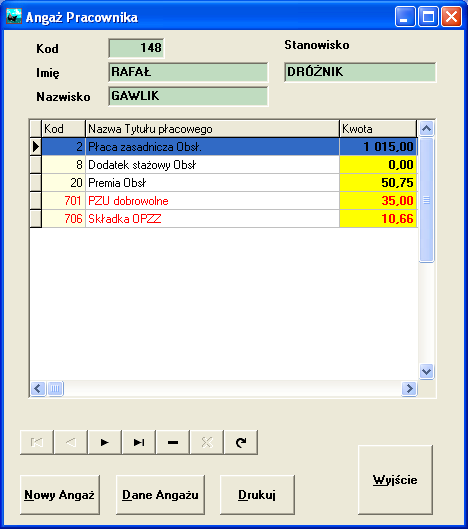 Angaż Pracownika
Kod 148 Stanowisko
Imię RAFAŁ DRÓŻNIK
Nazwisko GAWLIK
Kod Nazwa Tytułu płacowego Kwota
2 Płaca zasadnicza Obsł. 1 015,00
8 Dodatek stażowy Obsł 0,00
20 Premia Obsł 50,75
701 PZU dobrowolne 35,00
706 Składka OPZZ 10,66
Nowy Angaż Dane Angażu Drukuj Wyjście